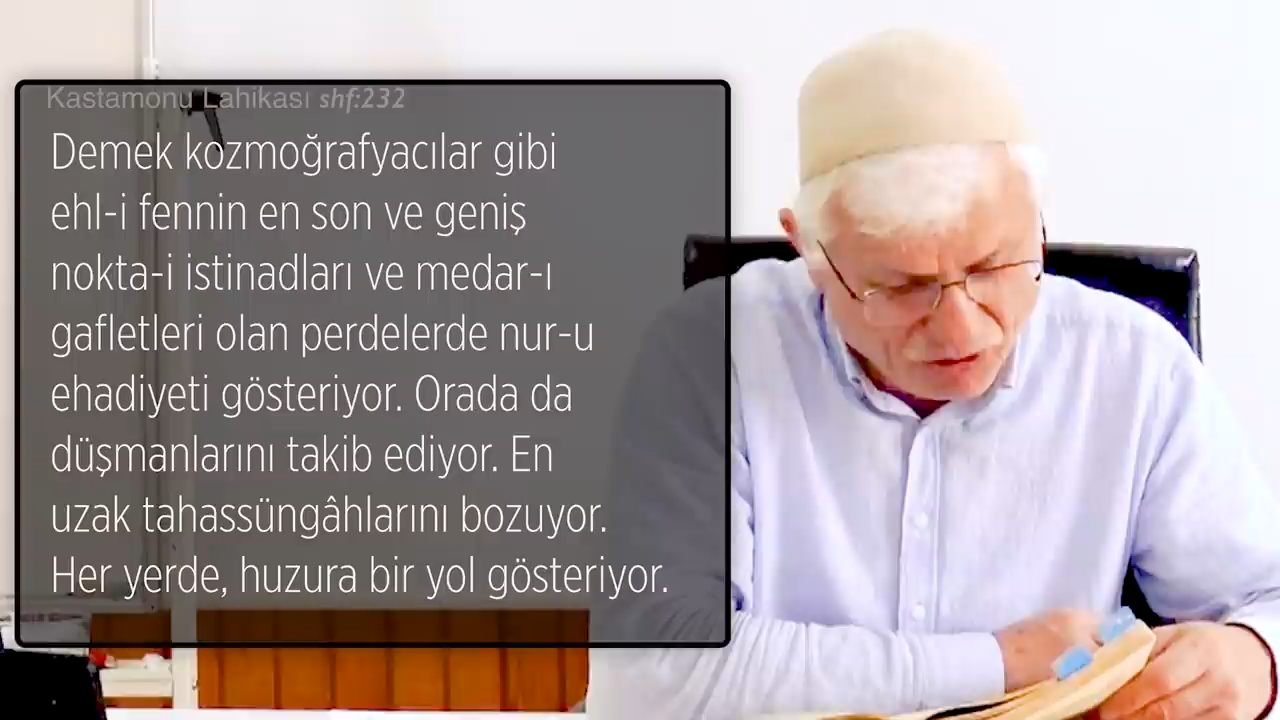 Kastamonu Lahikası shf:232
Demek kozmoğrafyacılar gibi
ehl-i fennin en son ve geniş
nokta-i istinadları ve medar-ı
gafletleri olan perdelerde nur-u
ehadiyeti gösteriyor. Orada da
düşmanlarını takib ediyor. En
uzak tahassüngâhlarını bozuyor.
Her yerde, huzura bir yol gösteriyor.